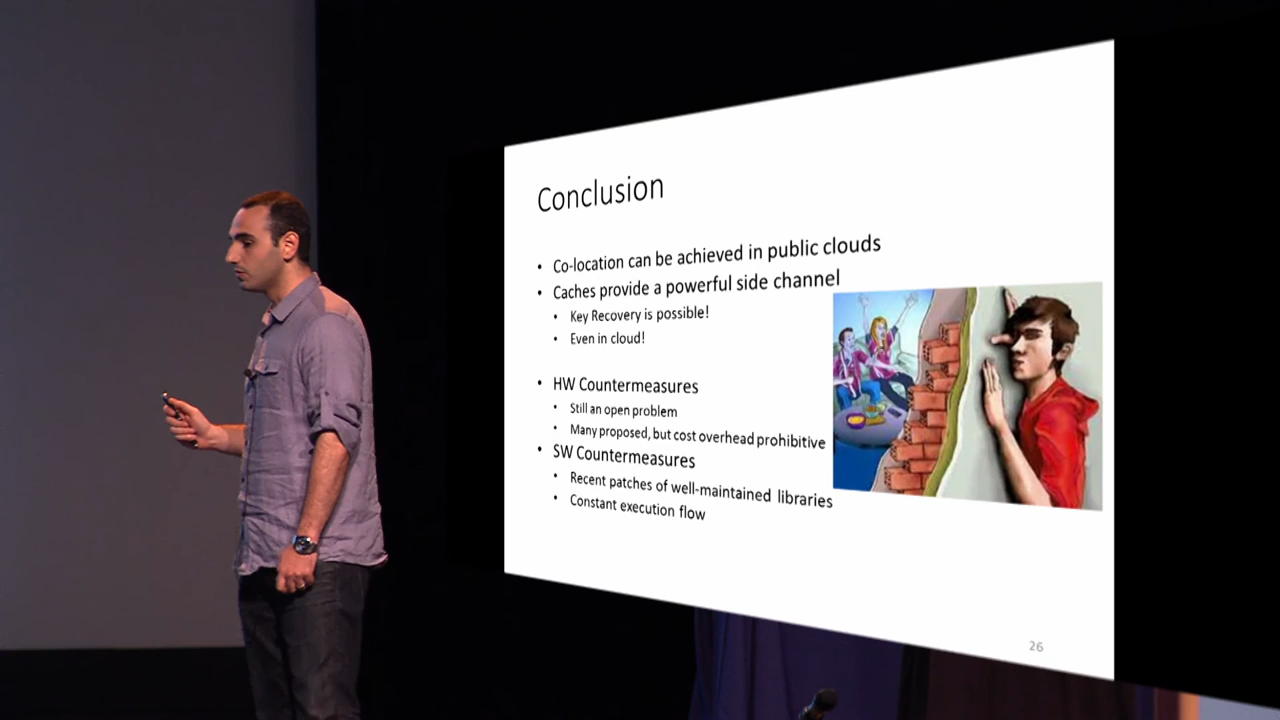 Conclusion
• Co-location can be achieved in public clouds
• Caches provide a powerful side channel
• Key Recovery is possible!
• Even in cloud!
• HW Countermeasures
• Still an open problem
• Many proposed, but cost overhead prohibitive
• SW Countermeasures
• Recent patches of well-maintained libraries
• Constant execution flow
26